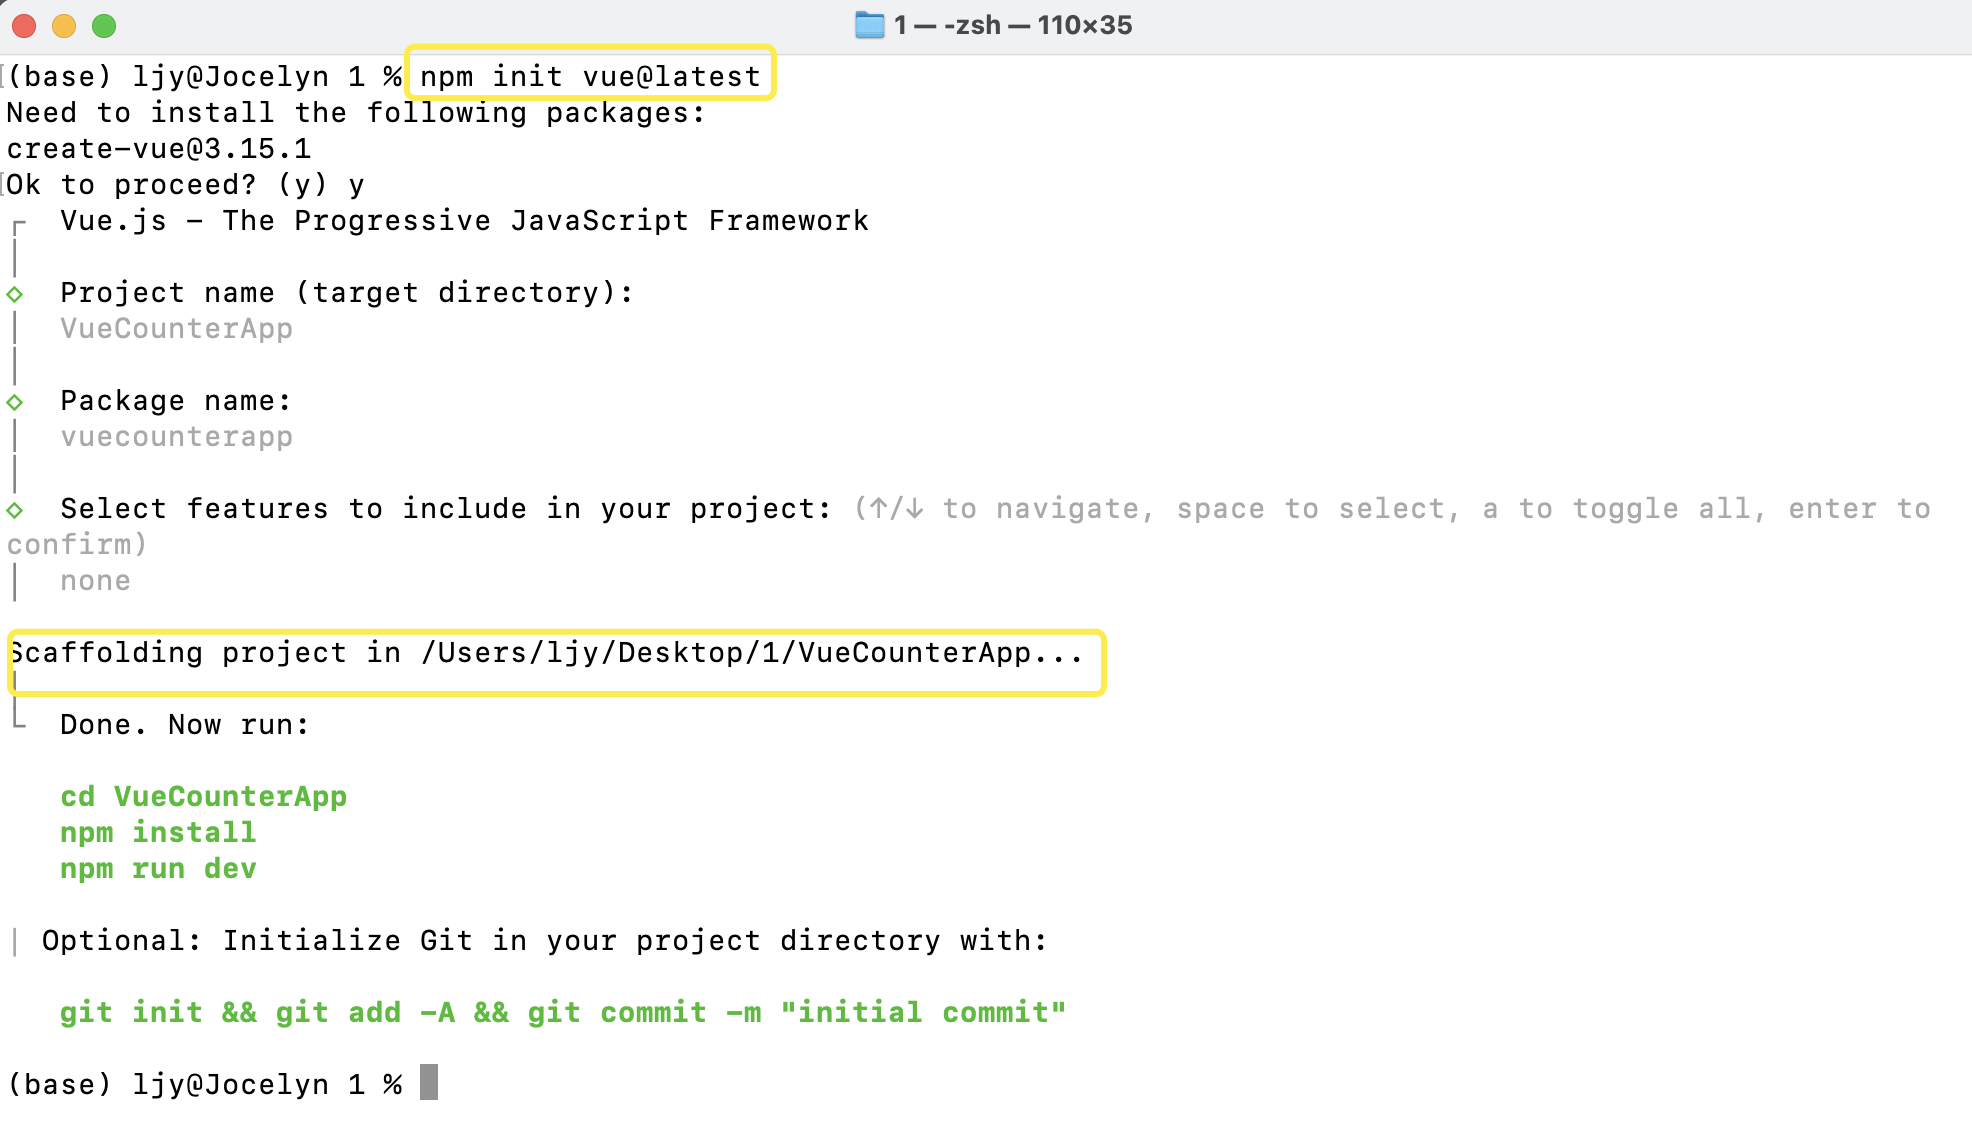 1 — -zsh — 110×35
(base) ljy@Jocelyn 1 % npm init vue@latest
Need to install the following packages:
create-vue@3.15.1
Ok to proceed? (y) y
Vue.js - The Progressive JavaScript Framework
Project name (target directory):
VueCounterApp
Package name:
vuecounterapp
Select features to include in your project: (↑/↓ to navigate, space to select, a to toggle all, enter to
confirm)
none
Scaffolding project in /Users/ljy/Desktop/1/VueCounterApp...
Done. Now run:
cd VueCounterApp
npm install
npm run dev
| Optional: Initialize Git in your project directory with:
git init && git add -A && git commit -m "initial commit"
(base) ljy@Jocelyn 1 %